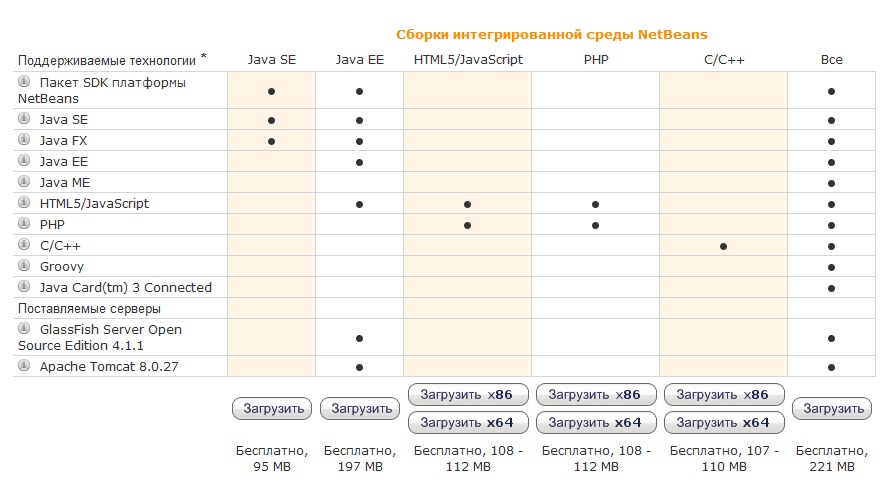 Сборки интегрированной среды NetBeans
Поддерживаемые технологии * Java SE Java EE HTML5/JavaScript PHP C/C++ Все
Пакет SDK платформы
NetBeans ● ● ●
Java SE ● ● ●
Java FX ● ● ●
Java EE ● ●
Java ME ●
HTML5/JavaScript ● ● ● ●
PHP ● ● ●
C/C++ ● ●
Groovy ●
Java Card(tm) 3 Connected ●
Поставляемые серверы
GlassFish Server Open
Source Edition 4.1.1 ● ●
Apache Tomcat 8.0.27 ● ●
Загрузить x86 Загрузить x86 Загрузить x86
Загрузить Загрузить Загрузить
Загрузить x64 Загрузить x64 Загрузить x64
Бесплатно, Бесплатно, Бесплатно, 108 - Бесплатно, 108 - Бесплатно, 107 - Бесплатно,
95 MB 197 MB 112 MB 112 MB 110 MB 221 MB